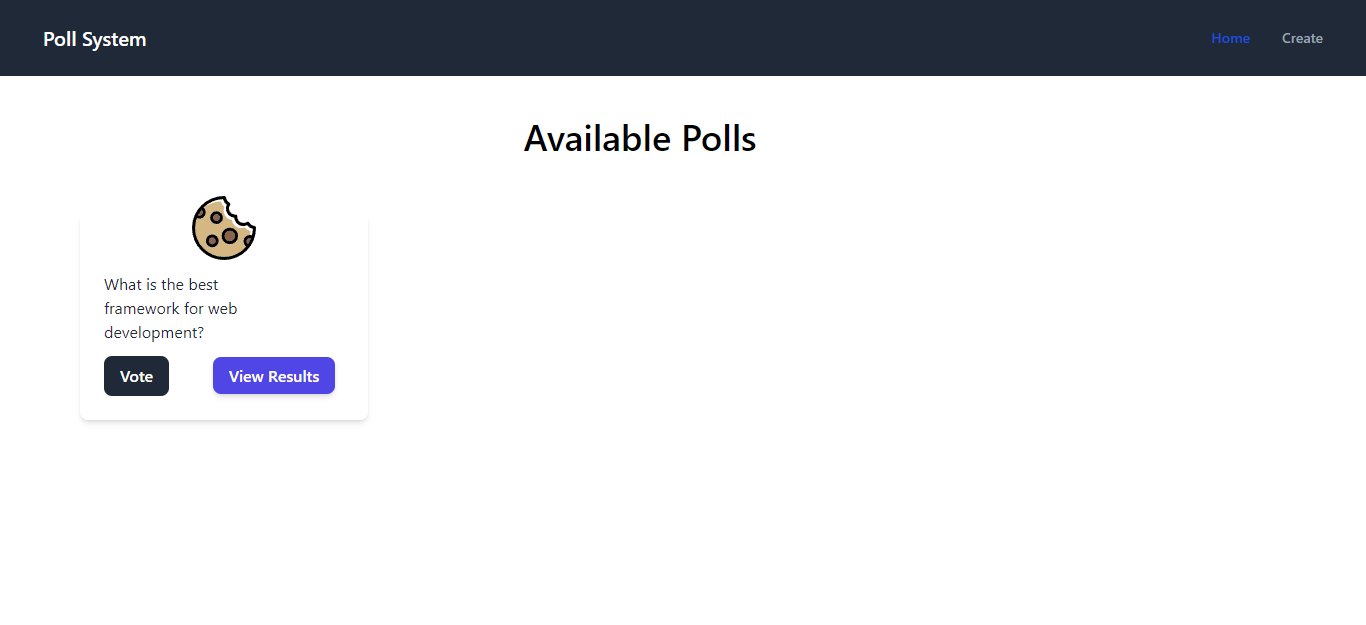 Poll System
Home
Create
Available Polls
What is the best
framework for web
development?
Vote
View Results